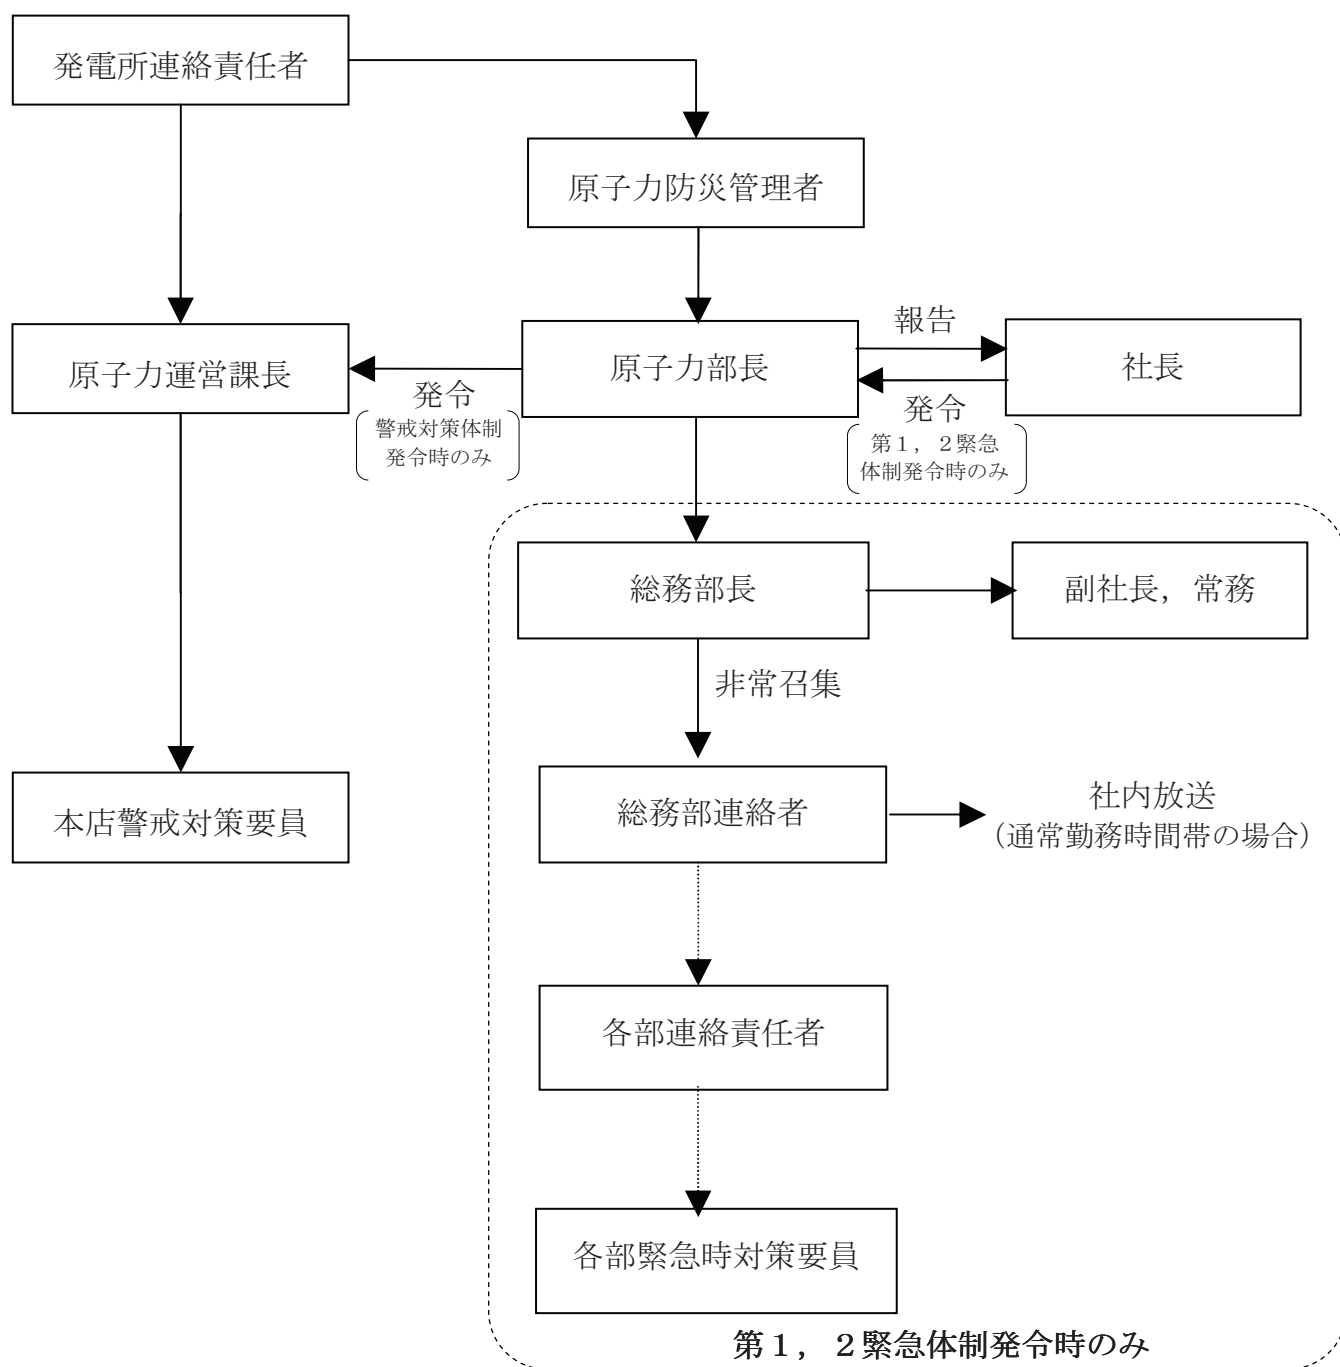 発電所連絡責任者
原子力防災管理者
報告
原子力運営課長
原子力部長
社長
発令
警戒対策体制
発令時のみ
発令
第１，２緊急
体制発令時のみ
総務部長
副社長，常務
非常召集
総務部連絡者
社内放送
（通常勤務時間帯の場合）
本店警戒対策要員
各部連絡責任者
各部緊急時対策要員
第１，２緊急体制発令時のみ